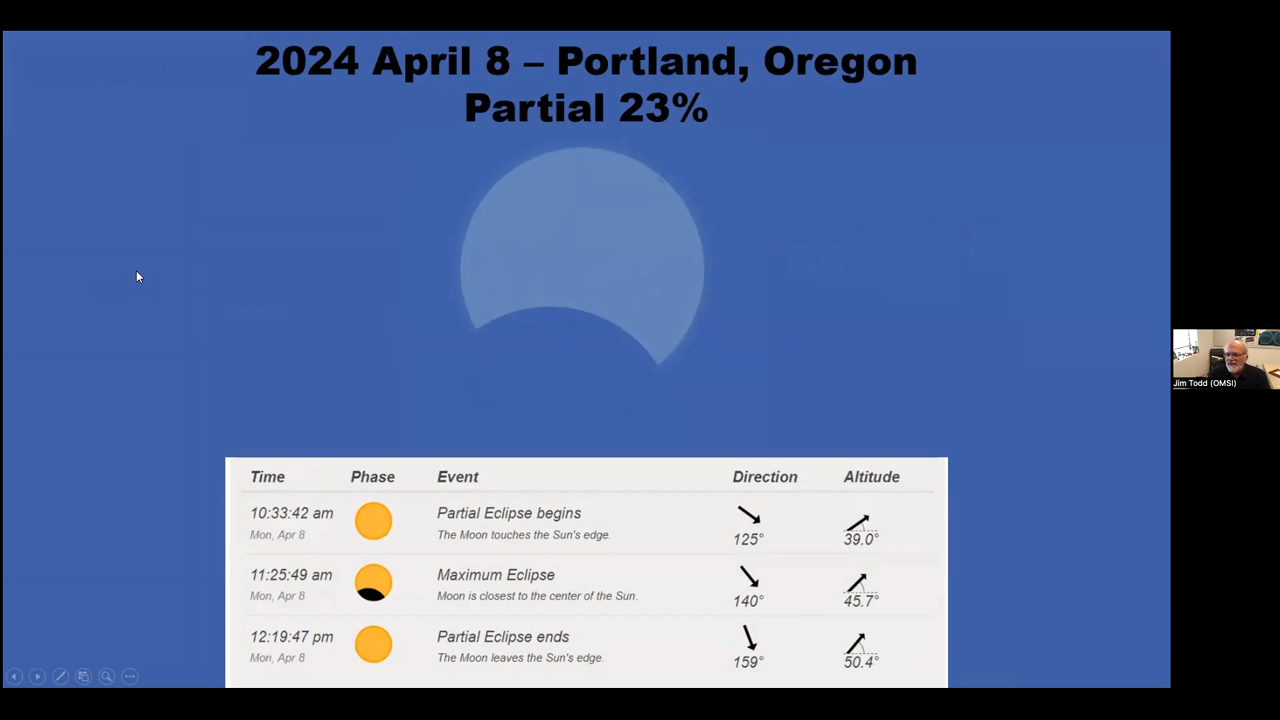 2024 April 8 – Portland, Oregon
Partial 23%
Time Phase Event Direction Altitude
10:33:42 am Partial Eclipse begins
Mon, Apr 8 The Moon touches the Sun's edge. 125° 39.0°
11:25:49 am Maximum Eclipse
Mon, Apr 8 Moon is closest to the center of the Sun. 140° 45.7°
12:19:47 pm Partial Eclipse ends
Mon, Apr 8 The Moon leaves the Sun's edge. 159° 50.4°
Jim Todd (OMSI)